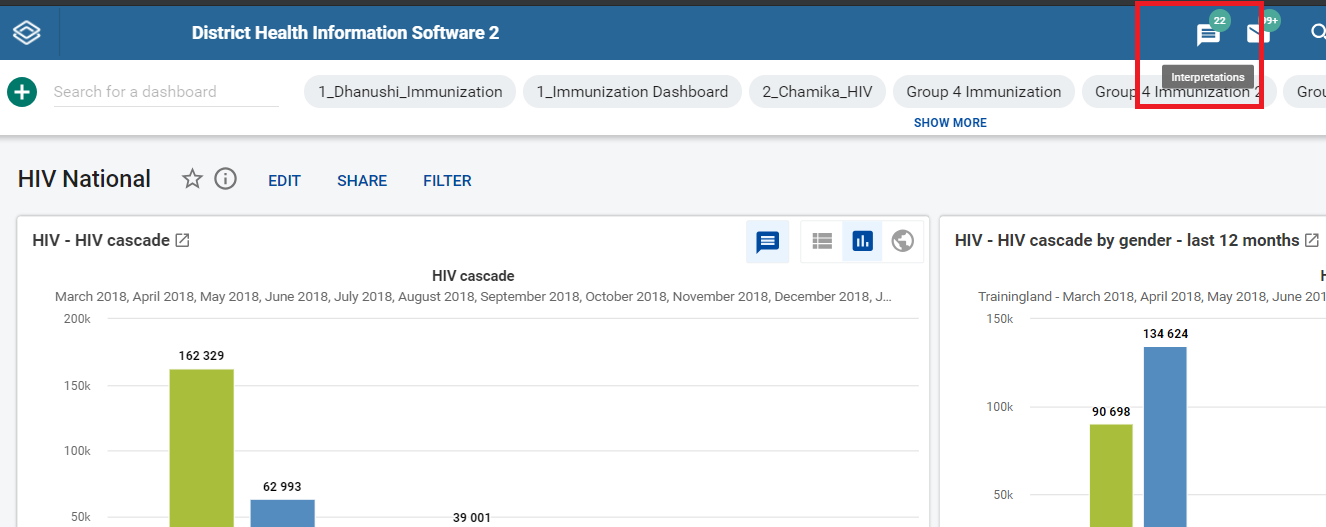 District Health Information Software 2
22
99+
Interpretations
Search for a dashboard
1_Dhanushi_Immunization
1_Immunization Dashboard
2_Chamika_HIV
Group 4 Immunization
Group 4 Immunization 2
Grou
SHOW MORE
HIV National
EDIT
SHARE
FILTER
HIV - HIV cascade
HIV cascade
March 2018, April 2018, May 2018, June 2018, July 2018, August 2018, September 2018, October 2018, November 2018, December 2018, J...
200k
162 329
150k
100k
62 993
50k
39 001
HIV - HIV cascade by gender - last 12 months
H
Trainingland - March 2018, April 2018, May 2018, June 201
150k
134 624
100k
90 698
50k